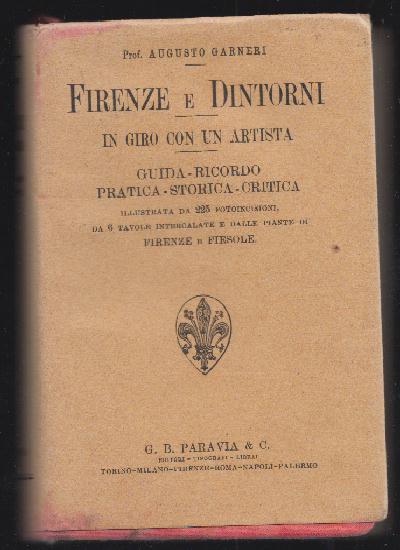 Prof. AUGUSTO GARNERI
FIRENZE E DINTORNI
IN GIRO CON UN ARTISTA
GUIDA-RICORDO
PRATICA-STORICA-CRITICA
ILLUSTRATA DA 225 FOTOINCISIONI,
DA 6 TAVOLE INTERCALATE E DALLE PIANTE DI
FIRENZE E FIESOLE.
G. B. PARAVIA & C.
EDITORI - TIPOGRAFI - LIBRAI
TORINO-MILANO-FIRENZE-ROMA-NAPOLI-PALERMO